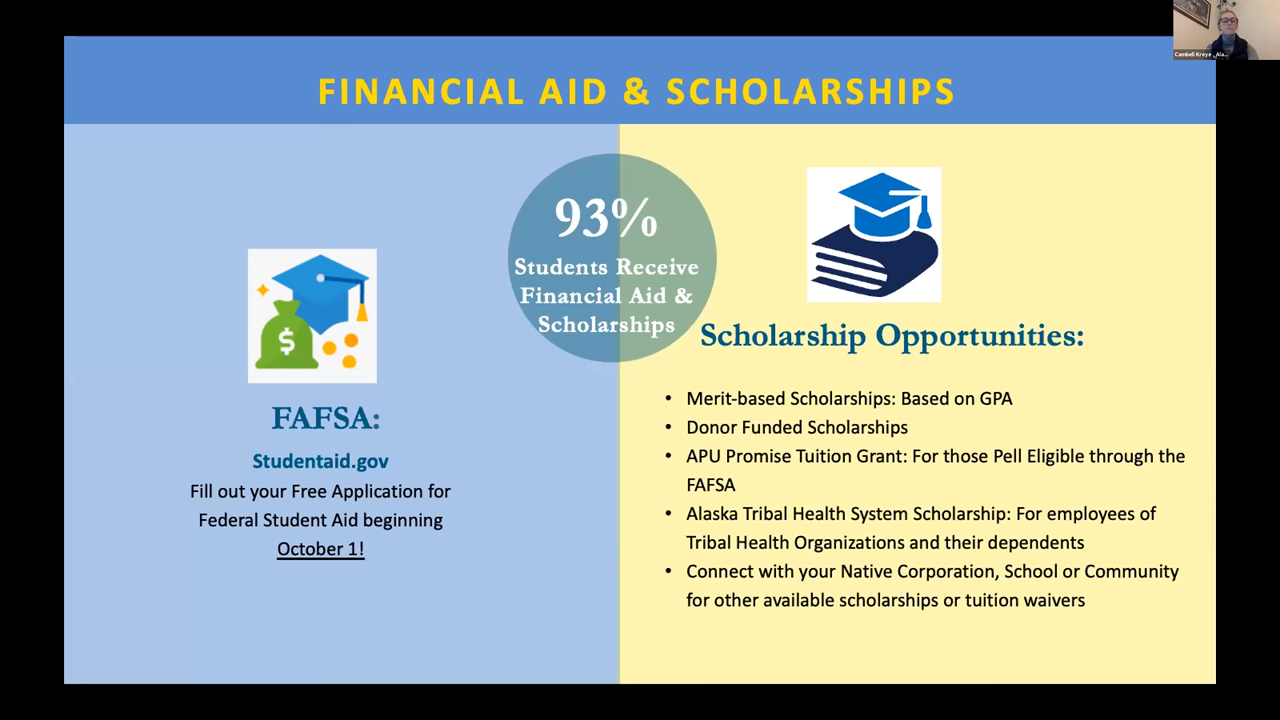 Cambell Kreye _Ala...
FINANCIAL AID & SCHOLARSHIPS
93%
Students Receive
Financial Aid &
Scholarships
$
FAFSA:
Studentaid.gov
Fill out your Free Application for
Federal Student Aid beginning
October 1!
Scholarship Opportunities:
• Merit-based Scholarships: Based on GPA
• Donor Funded Scholarships
• APU Promise Tuition Grant: For those Pell Eligible through the
FAFSA
• Alaska Tribal Health System Scholarship: For employees of
Tribal Health Organizations and their dependents
• Connect with your Native Corporation, School or Community
for other available scholarships or tuition waivers